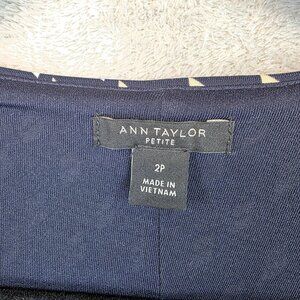 ANN TAYLOR
PETITE
2P
MADE IN
VIETNAM